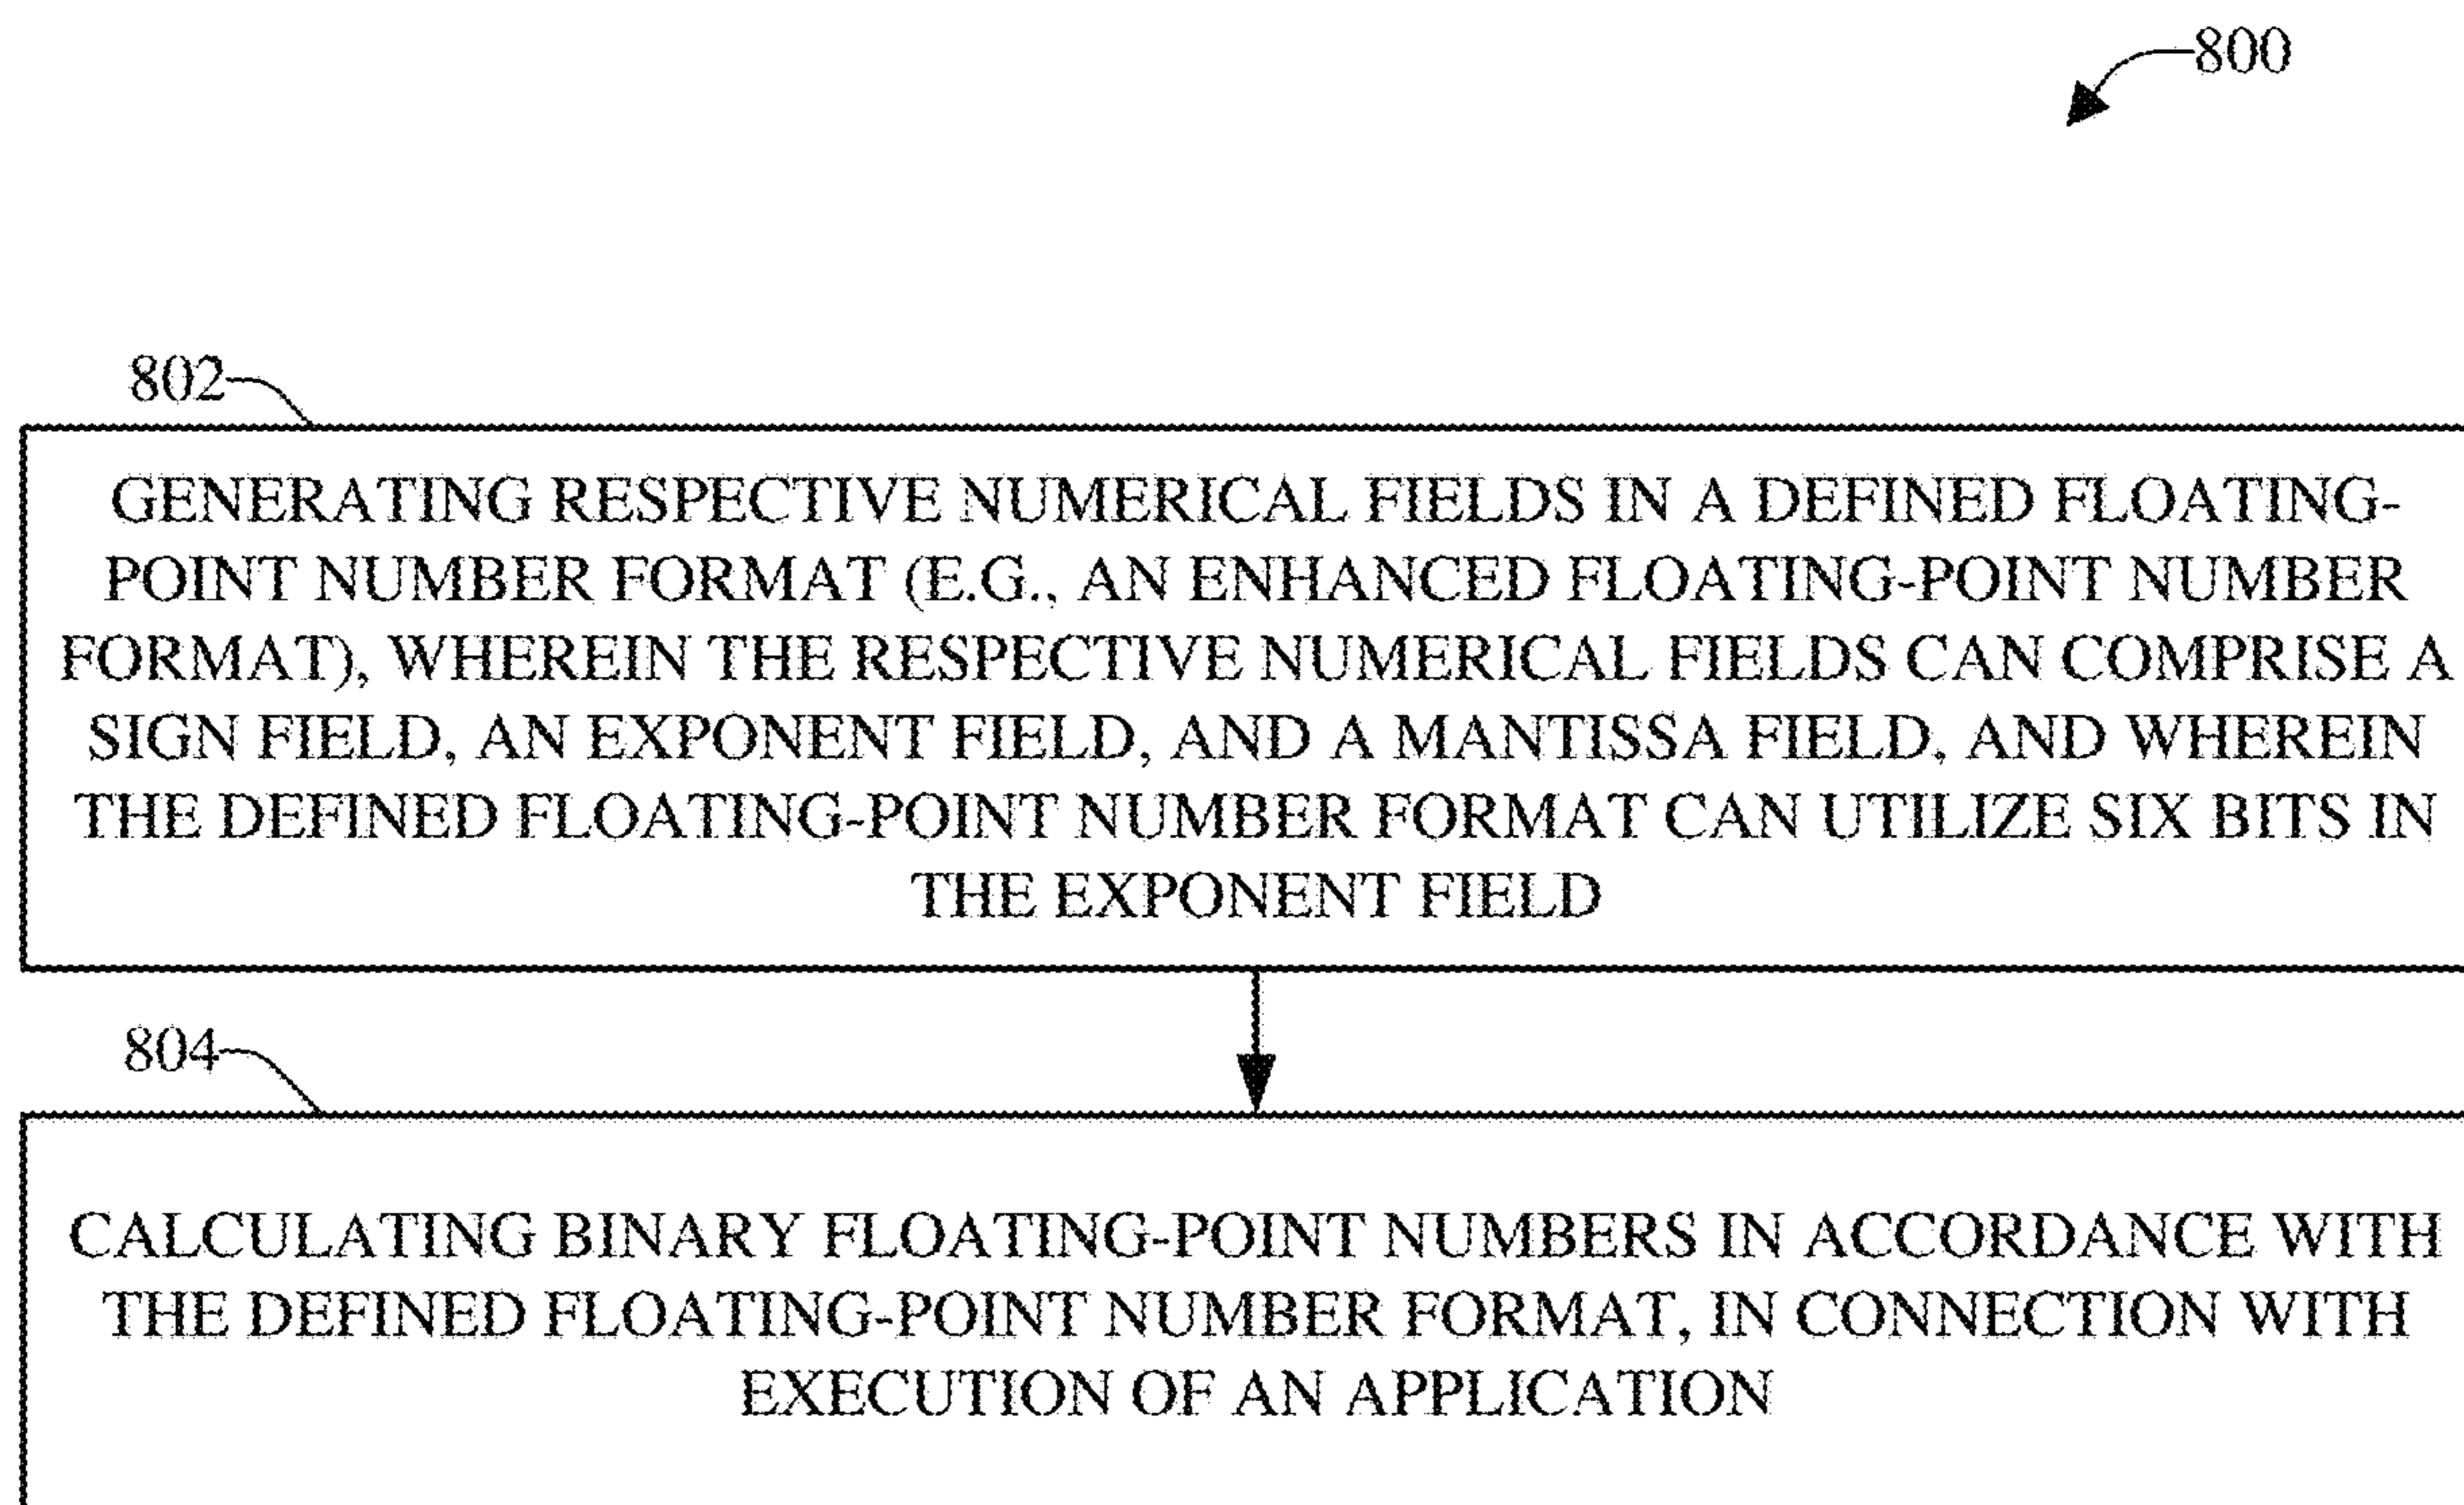 800
802
GENERATING RESPECTIVE NUMERICAL FIELDS IN A DEFINED FLOATING-
POINT NUMBER FORMAT (E.G., AN ENHANCED FLOATING-POINT NUMBER
FORMAT), WHEREIN THE RESPECTIVE NUMERICAL FIELDS CAN COMPRISE A
SIGN FIELD, AN EXPONENT FIELD, AND A MANTISSA FIELD, AND WHEREIN
THE DEFINED FLOATING-POINT NUMBER FORMAT CAN UTILIZE SIX BITS IN
THE EXPONENT FIELD
804
CALCULATING BINARY FLOATING-POINT NUMBERS IN ACCORDANCE WITH
THE DEFINED FLOATING-POINT NUMBER FORMAT, IN CONNECTION WITH
EXECUTION OF AN APPLICATION